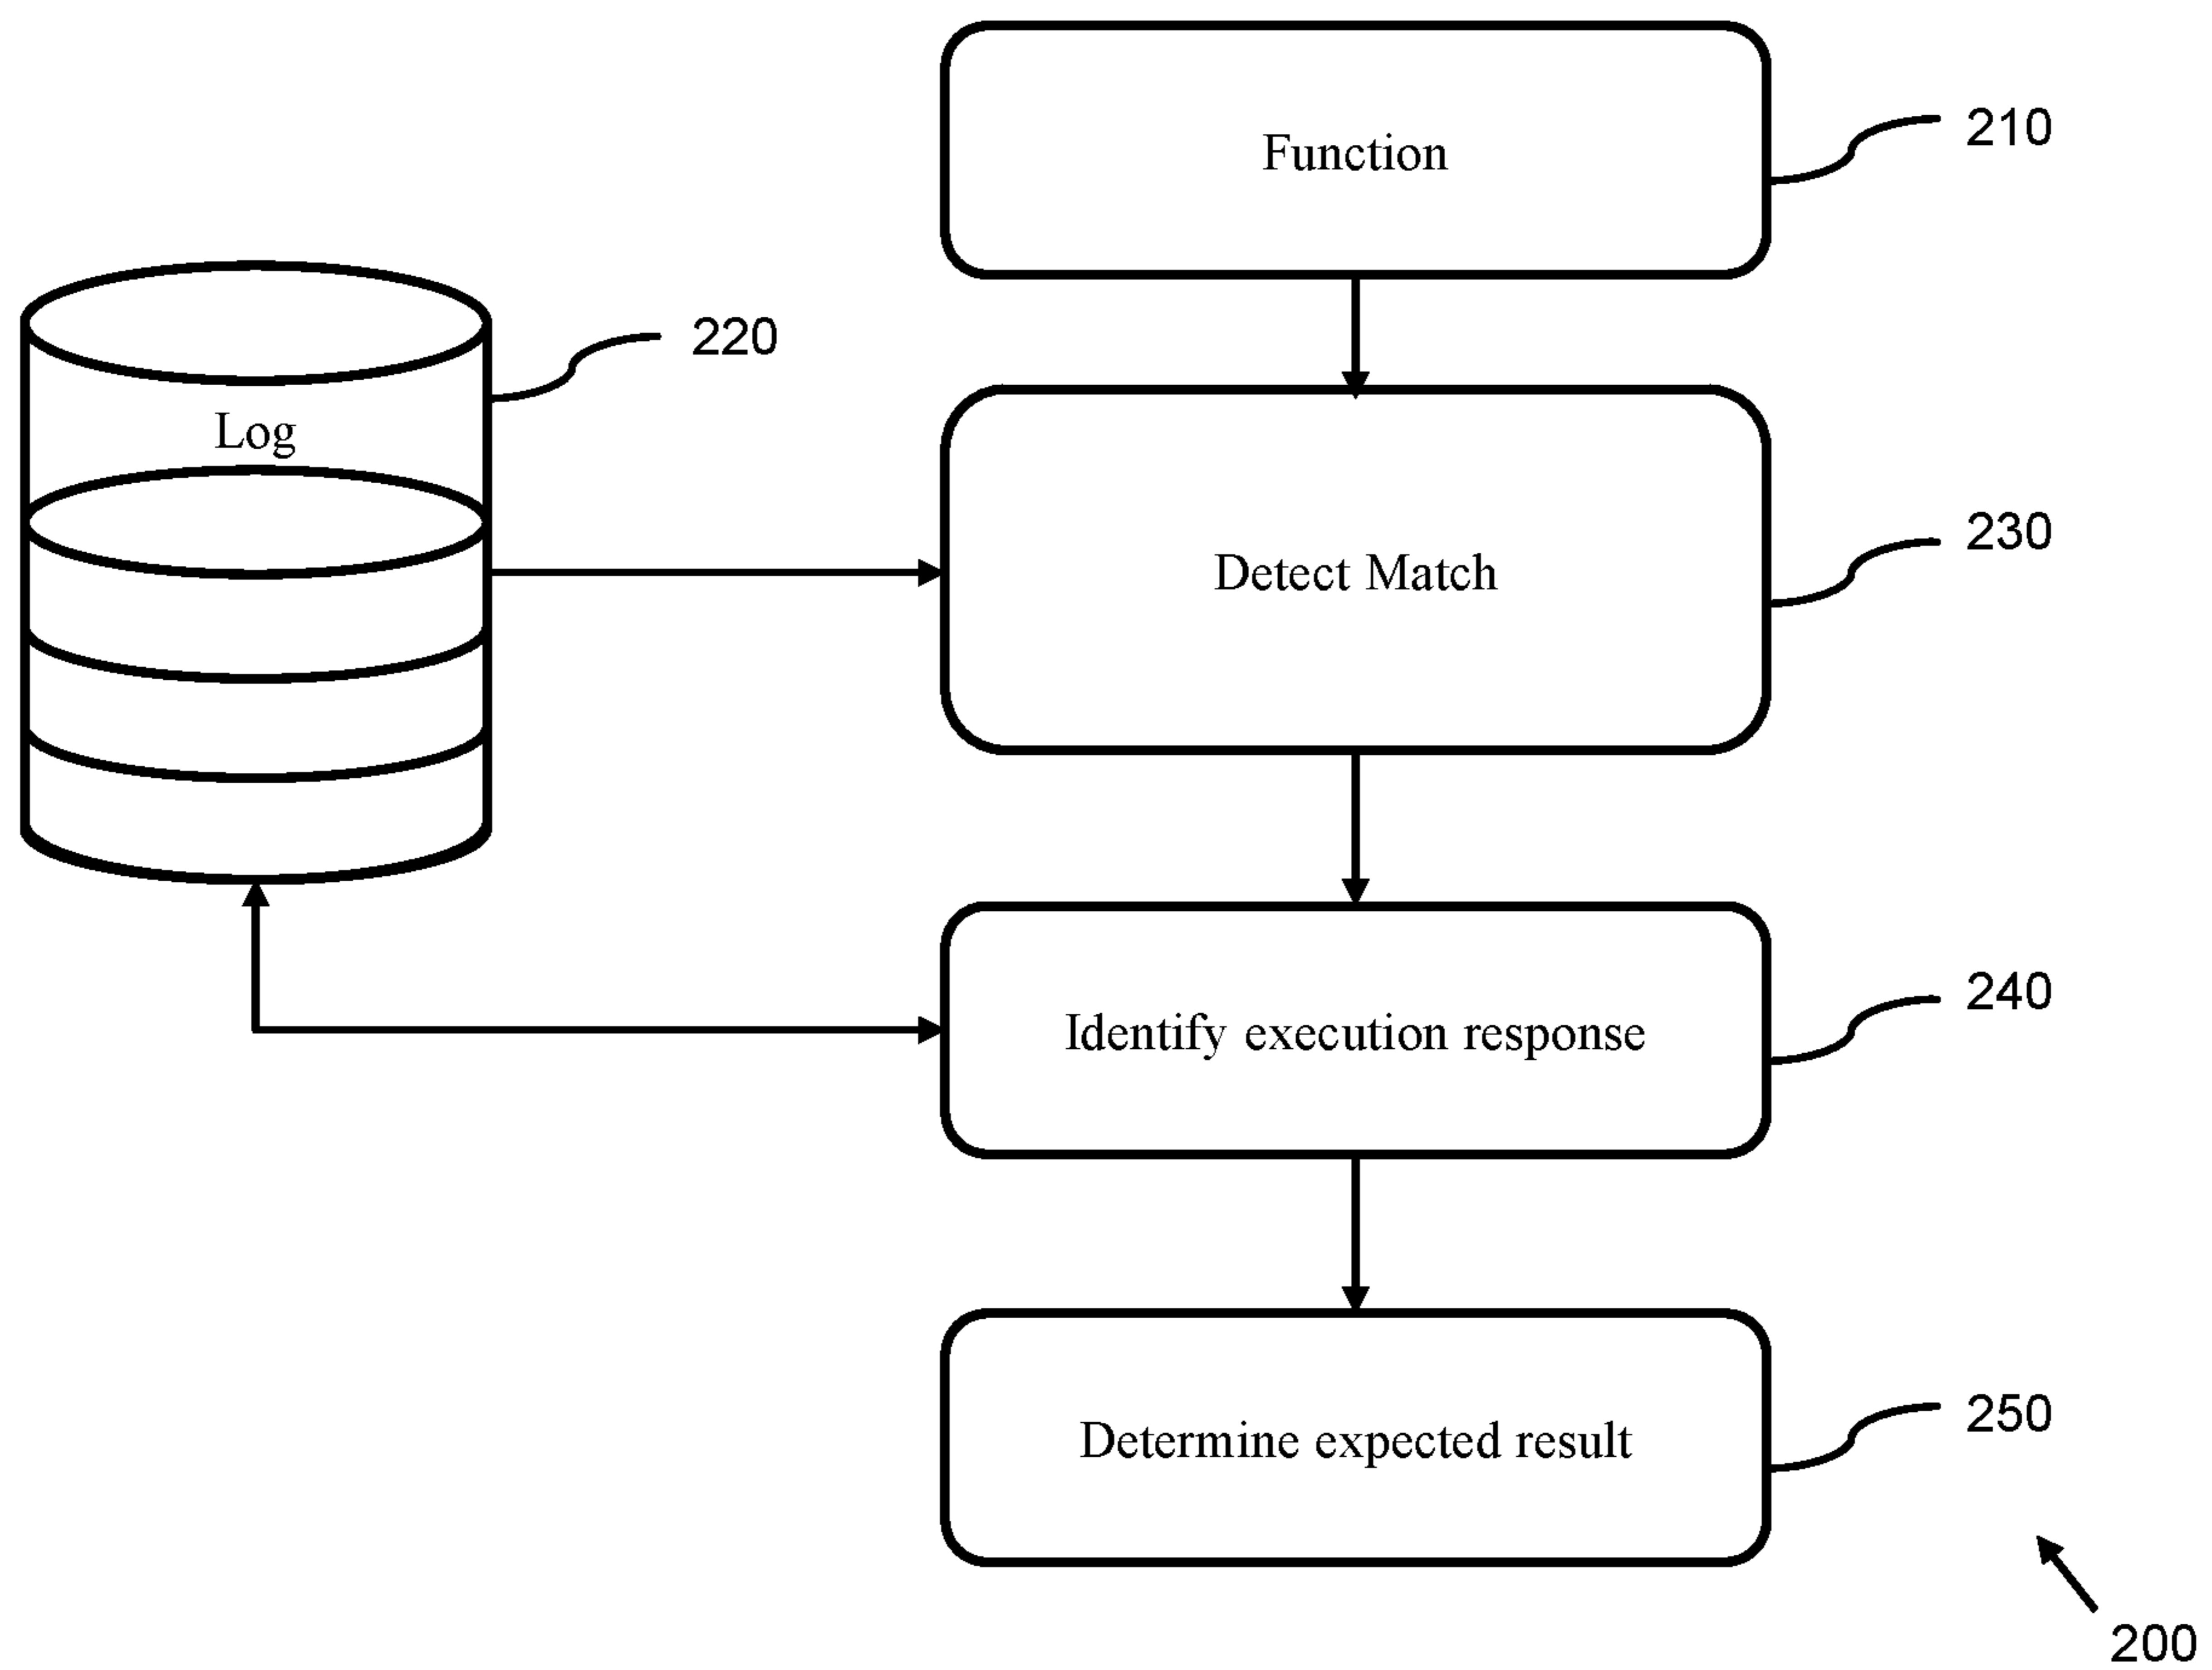 Function
210
220
Log
230
Detect Match
240
Identify execution response
250
Determine expected result
200